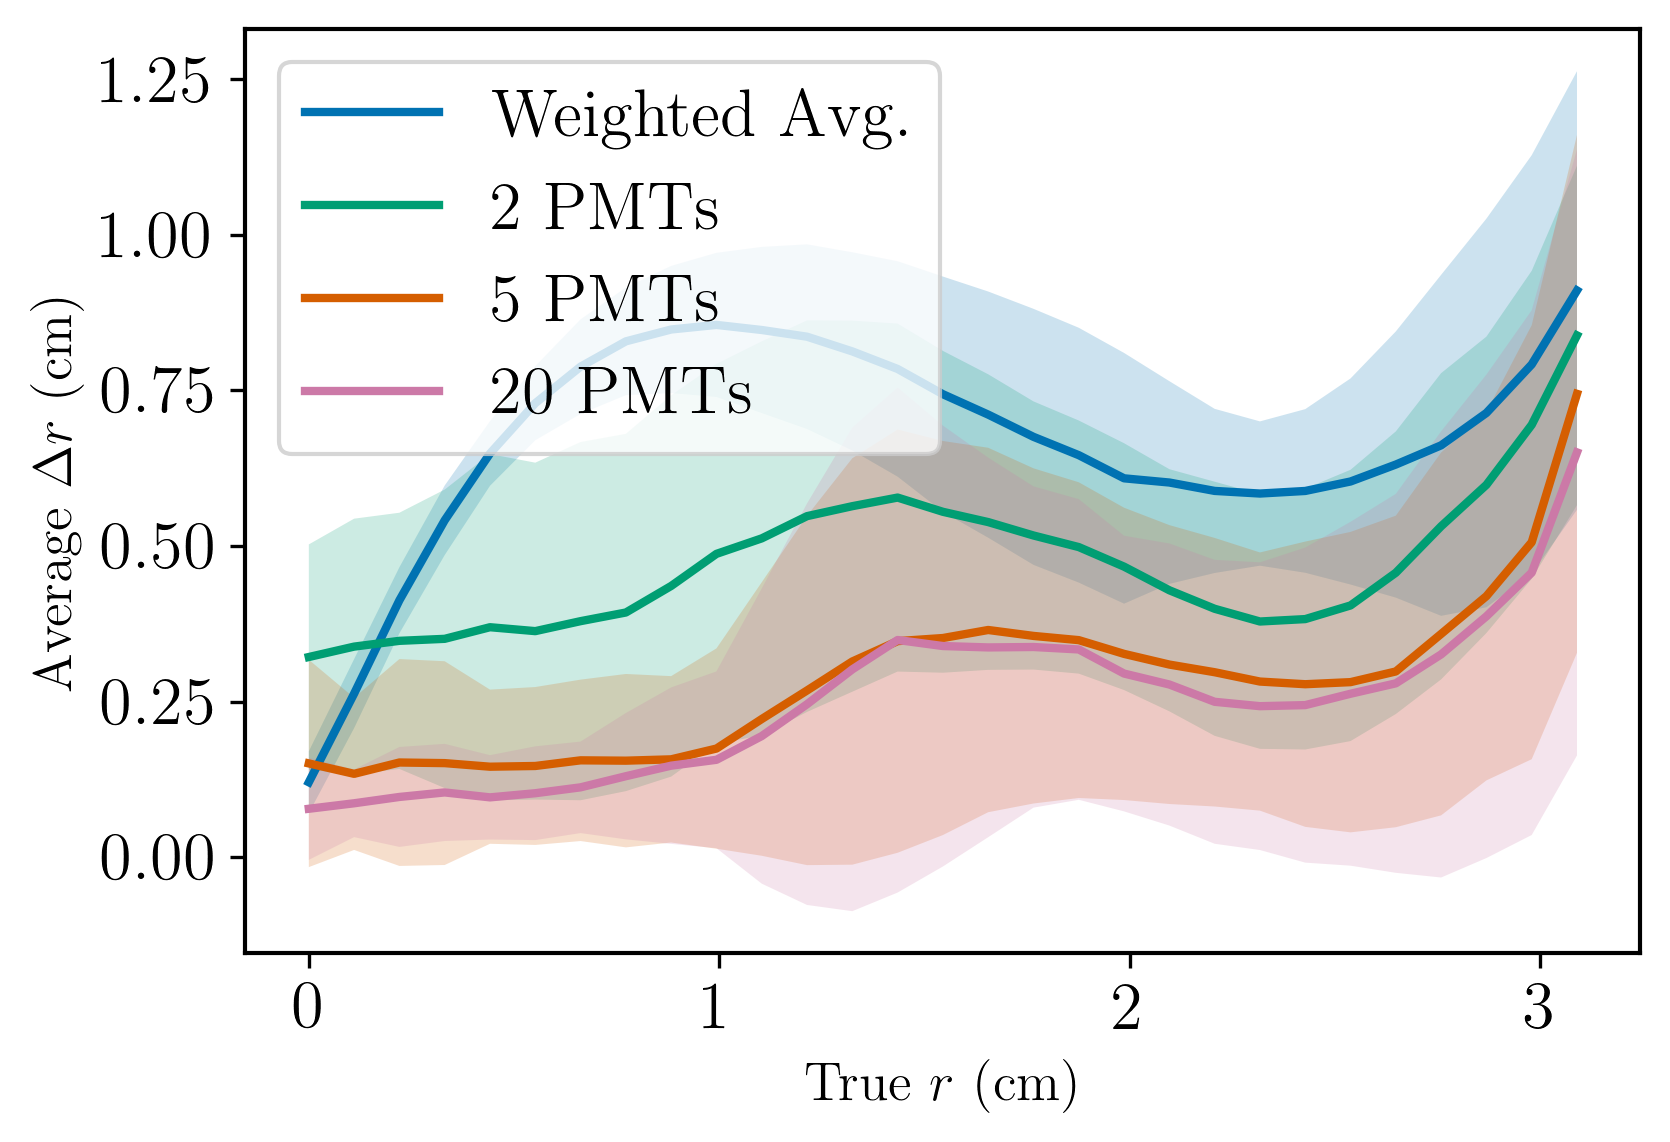 1.25
1.00
0.75
0.50
0.25
0.00
Average Δr (cm)
Weighted Avg.
2 PMTs
5 PMTs
20 PMTs
0 1 2 3
True r (cm)